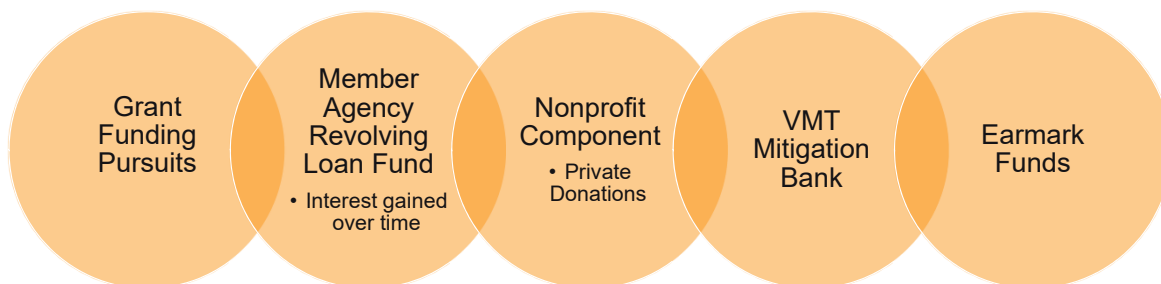 Grant
Funding
Pursuits
Member
Agency
Revolving
Loan Fund
• Interest gained
over time
Nonprofit
Component
• Private
Donations
VMT
Mitigation
Bank
Earmark
Funds